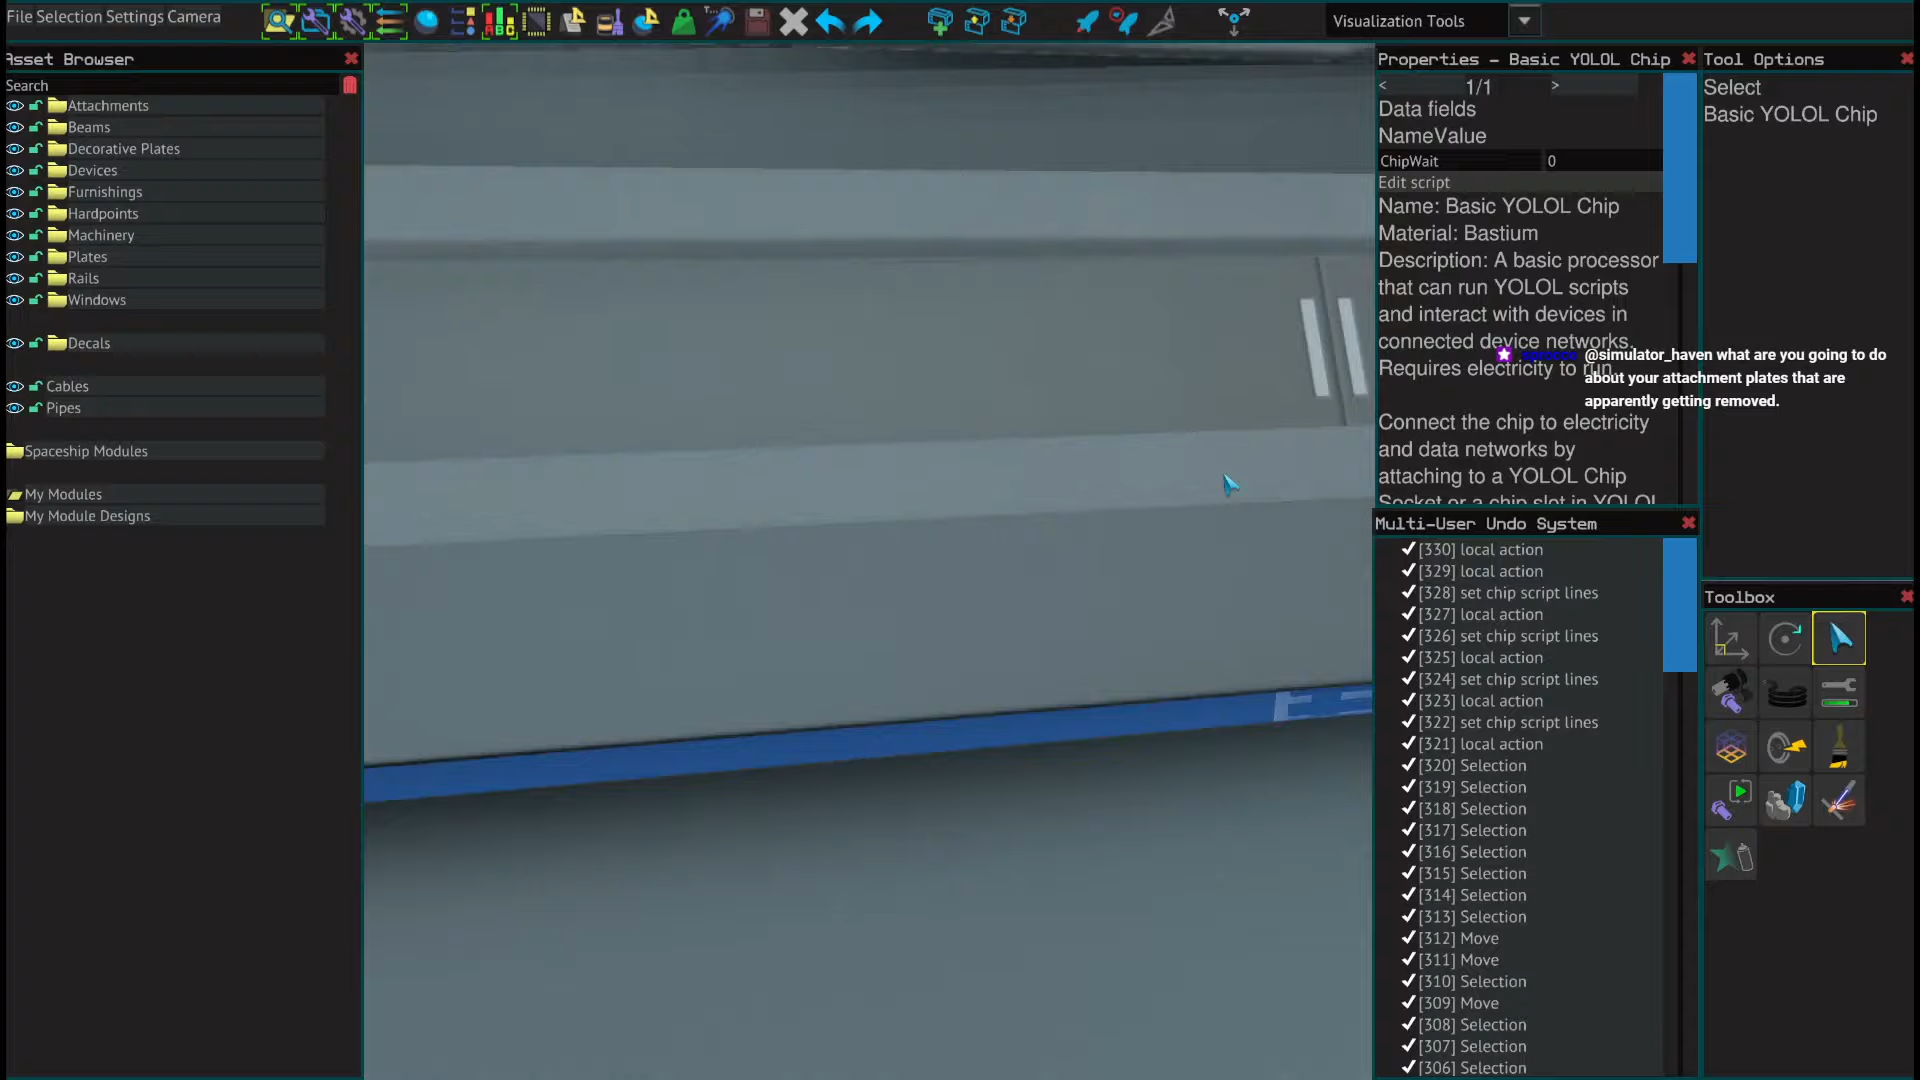 File Selection Settings Camera
Visualization Tools
Asset Browser
Search
Attachments
Beams
Decorative Plates
Devices
Furnishings
Hardpoints
Machinery
Plates
Rails
Windows
Decals
Cables
Pipes
Spaceship Modules
My Modules
My Module Designs
Properties - Basic YOLOL Chip
< 1/1 >
Data fields
NameValue
ChipWait 0
Edit script
Name: Basic YOLOL Chip
Material: Bastium
Description: A basic processor
that can run YOLOL scripts
and interact with devices in
connected device networks.
Requires electricity to run.
Connect the chip to electricity
and data networks by
attaching to a YOLOL Chip
Socket or a chip slot in YOLOL
@simulator_haven what are you going to do
about your attachment plates that are
apparently getting removed.
Multi-User Undo System
[330] local action
[329] local action
[328] set chip script lines
[327] local action
[326] set chip script lines
[325] local action
[324] set chip script lines
[323] local action
[322] set chip script lines
[321] local action
[320] Selection
[319] Selection
[318] Selection
[317] Selection
[316] Selection
[315] Selection
[314] Selection
[313] Selection
[312] Move
[311] Move
[310] Selection
[309] Move
[308] Selection
[307] Selection
[306] Selection
Tool Options
Select
Basic YOLOL Chip
Toolbox